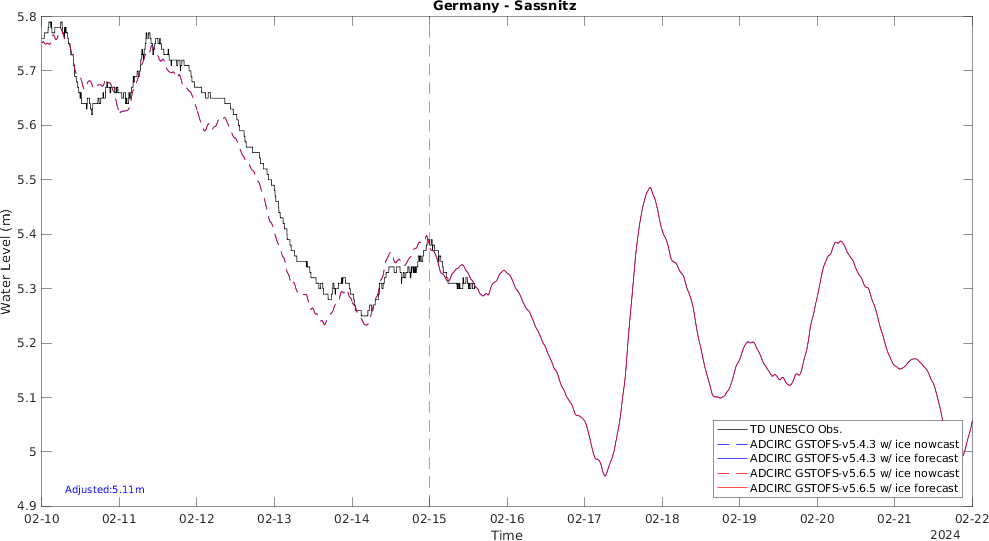 Germany - Sassnitz
5.8
5.7
5.6
5.5
5.4
5.3
5.2
5.1
5
4.9
Water Level (m)
Adjusted:5.11m
TD UNESCO Obs.
ADCIRC GSTOFS-v5.4.3 w/ ice nowcast
ADCIRC GSTOFS-v5.4.3 w/ ice forecast
ADCIRC GSTOFS-v5.6.5 w/ ice nowcast
ADCIRC GSTOFS-v5.6.5 w/ ice forecast
02-10 02-11 02-12 02-13 02-14 02-15 02-16 02-17 02-18 02-19 02-20 02-21 02-22
Time
2024